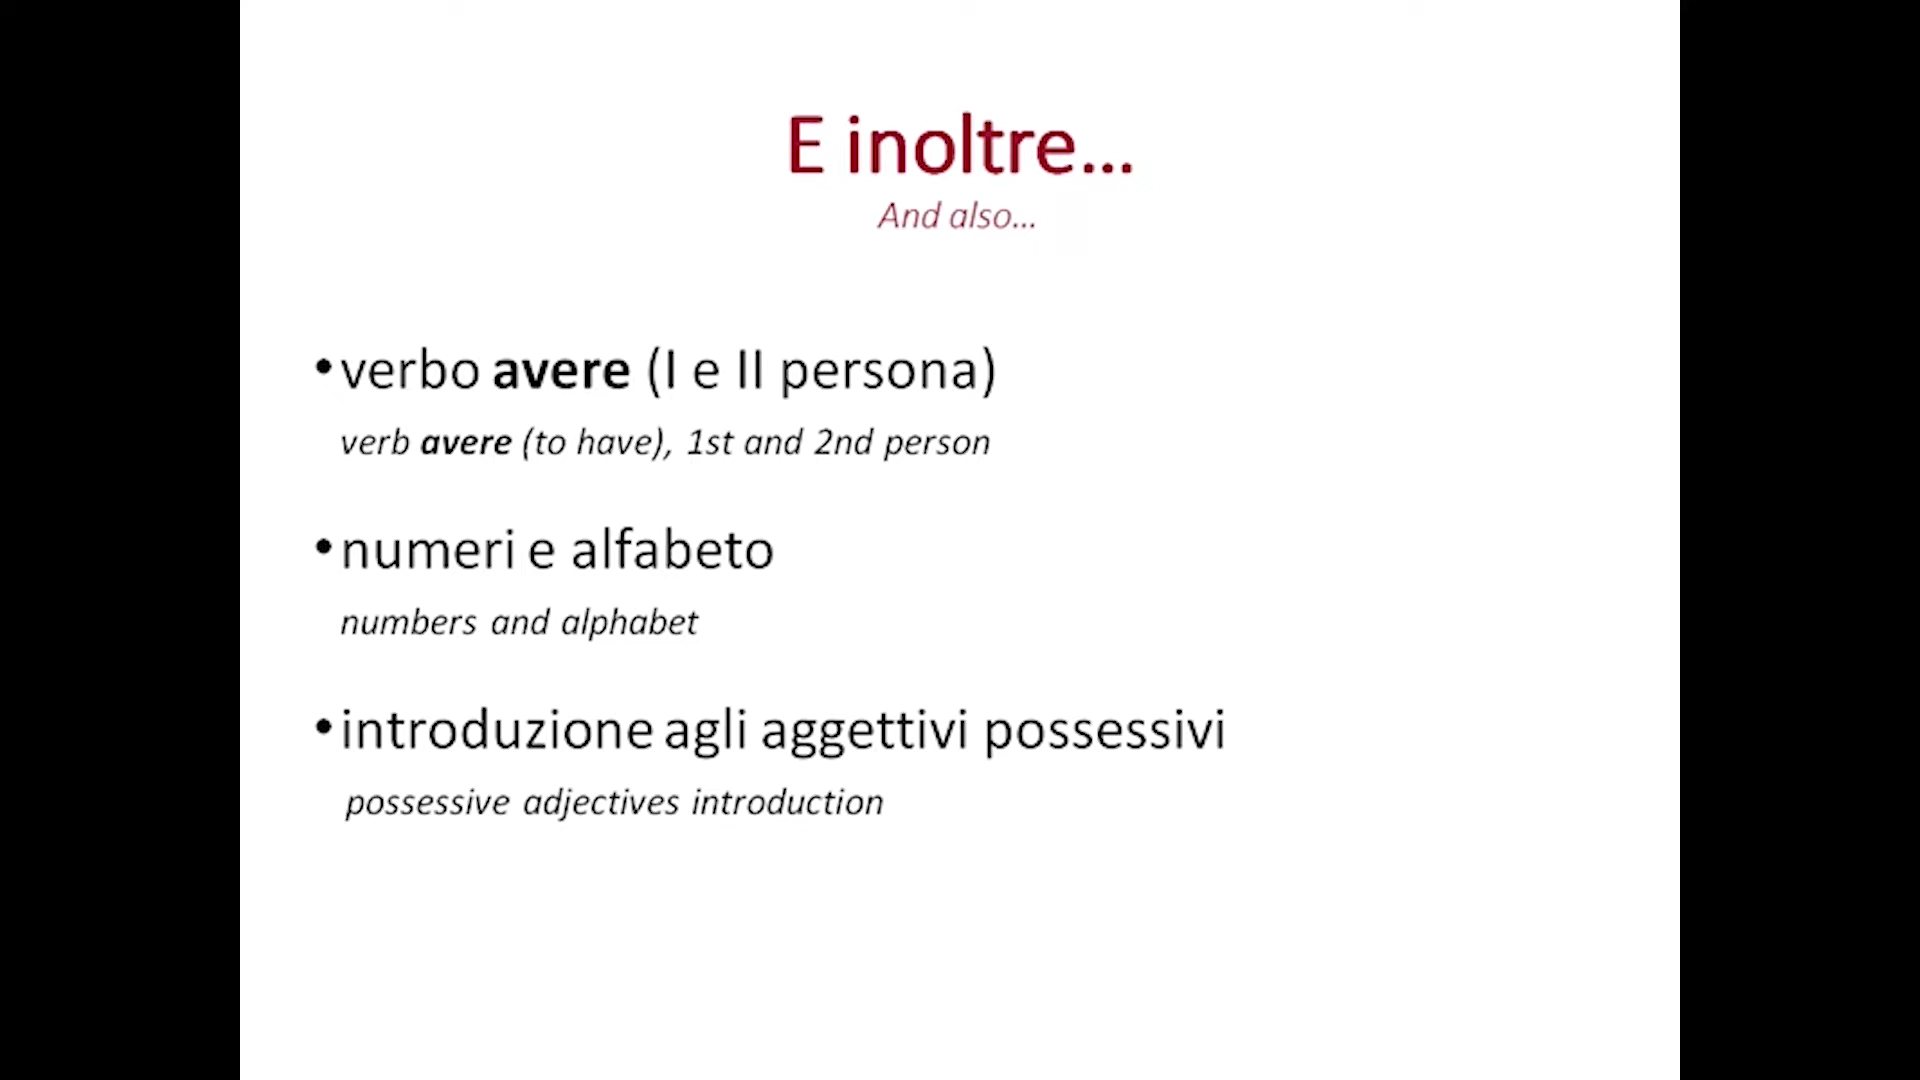 E inoltre...
And also...
•verbo avere (I e II persona)
verb avere (to have), 1st and 2nd person
•numeri e alfabeto
numbers and alphabet
•introduzione agli aggettivi possessivi
possessive adjectives introduction